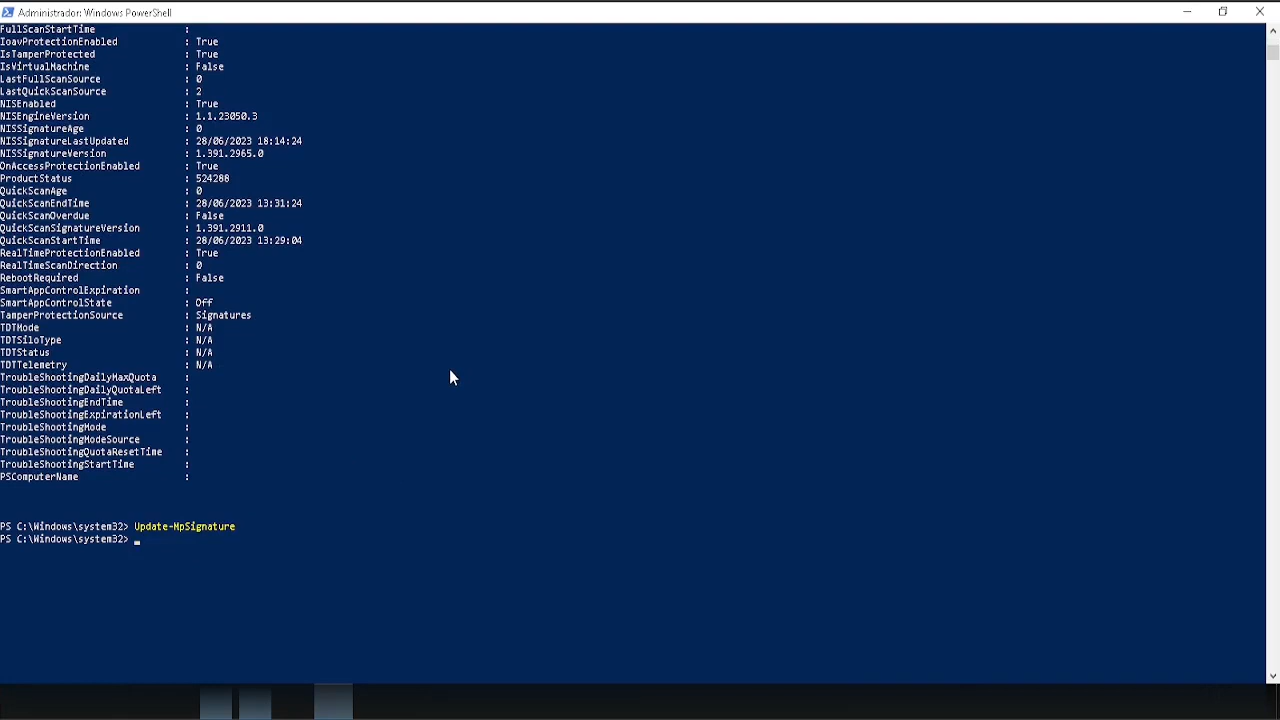 Administrador: Windows PowerShell
FullScanStartTime :
IoavProtectionEnabled : True
IsTamperProtected : True
IsVirtualMachine : False
LastFullScanSource : 0
LastQuickScanSource : 2
NISEnabled : True
NISEngineVersion : 1.1.23050.3
NISSignatureAge : 0
NISSignatureLastUpdated : 28/06/2023 18:14:24
NISSignatureVersion : 1.391.2965.0
OnAccessProtectionEnabled : True
ProductStatus : 524288
QuickScanAge : 0
QuickScanEndTime : 28/06/2023 13:31:24
QuickScanOverdue : False
QuickScanSignatureVersion : 1.391.2911.0
QuickScanStartTime : 28/06/2023 13:29:04
RealTimeProtectionEnabled : True
RealTimeScanDirection : 0
RebootRequired : False
SmartAppControlExpiration :
SmartAppControlState : Off
TamperProtectionSource : Signatures
TDTMode : N/A
TDTSiloType : N/A
TDTStatus : N/A
TDTTelemetry : N/A
TroubleShootingDailyMaxQuota :
TroubleShootingDailyQuotaLeft :
TroubleShootingEndTime :
TroubleShootingExpirationLeft :
TroubleShootingMode :
TroubleShootingModeSource :
TroubleShootingQuotaResetTime :
TroubleShootingStartTime :
PSComputerName :
PS C:\Windows\system32> Update-MpSignature
PS C:\Windows\system32> _